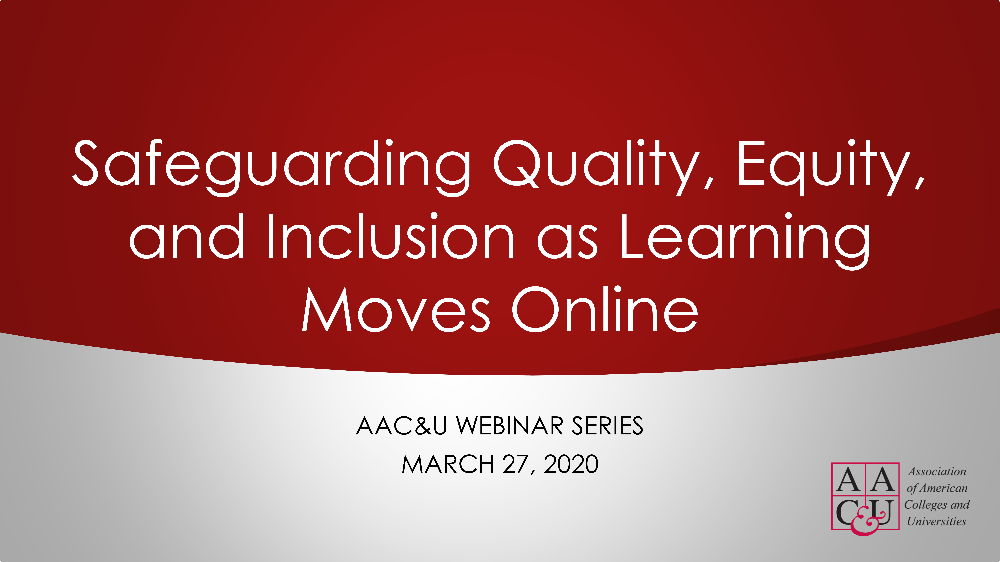 Safeguarding Quality, Equity,
and Inclusion as Learning
Moves Online
AAC&U WEBINAR SERIES
MARCH 27, 2020
AA
C&U
Association
of American
Colleges and
Universities